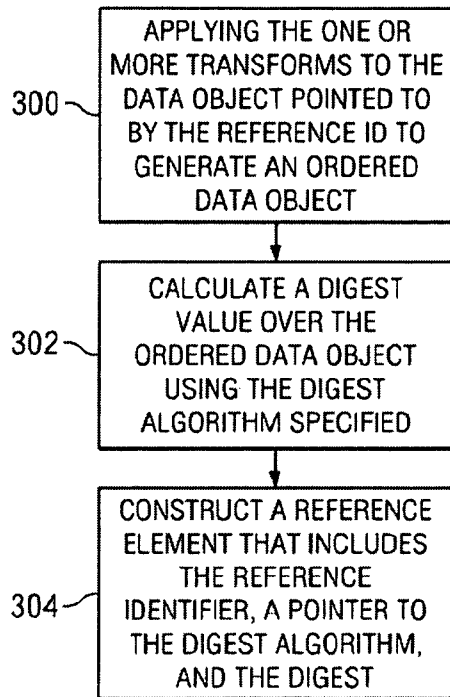 APPLYING THE ONE OR
MORE TRANSFORMS TO THE
DATA OBJECT POINTED TO
BY THE REFERENCE ID TO
GENERATE AN ORDERED
DATA OBJECT
300
CALCULATE A DIGEST
VALUE OVER THE
ORDERED DATA OBJECT
USING THE DIGEST
ALGORITHM SPECIFIED
302
CONSTRUCT A REFERENCE
ELEMENT THAT INCLUDES
THE REFERENCE
IDENTIFIER, A POINTER TO
THE DIGEST ALGORITHM,
AND THE DIGEST
304